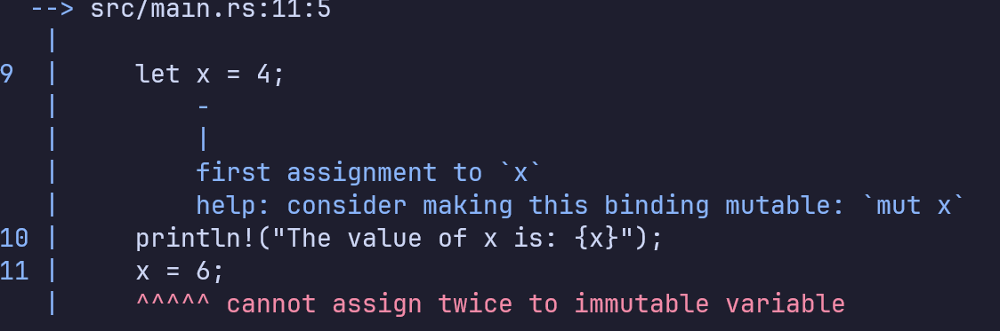 --> src/main.rs:11:5
   |
9  |     let x = 4;
   |         -
   |         |
   |         first assignment to `x`
   |         help: consider making this binding mutable: `mut x`
10 |     println!("The value of x is: {x}");
11 |     x = 6;
   |     ^^^^^ cannot assign twice to immutable variable